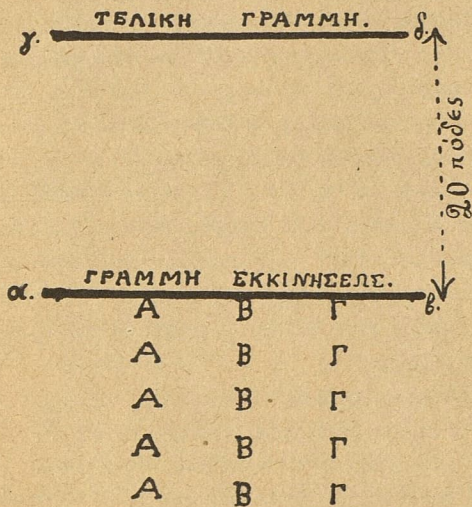 ΤΕΛΙΚΗ ΓΡΑΜΜΗ.
γ. δ.
20 πόδες
ΓΡΑΜΜΗ ΕΚΚΙΝΗΣΕΩΣ.
α. β.
Α Β Γ
Α Β Γ
Α Β Γ
Α Β Γ
Α Β Γ